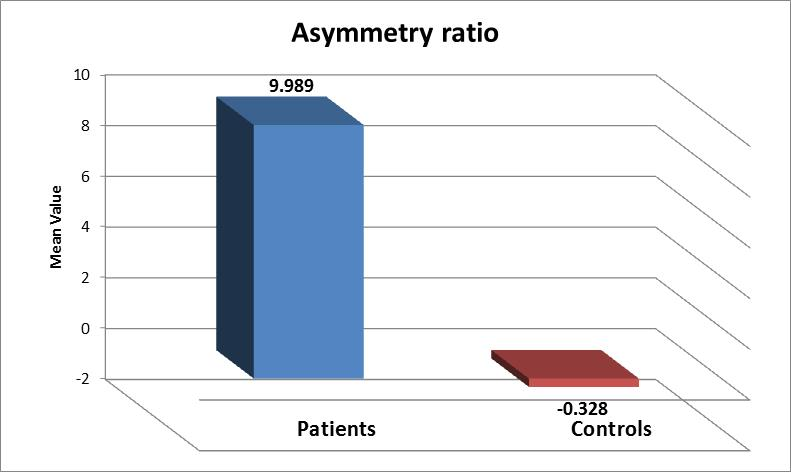 Asymmetry ratio
10
9.989
8
6
4
2
0
-2
Mean Value
-0.328
Patients
Controls